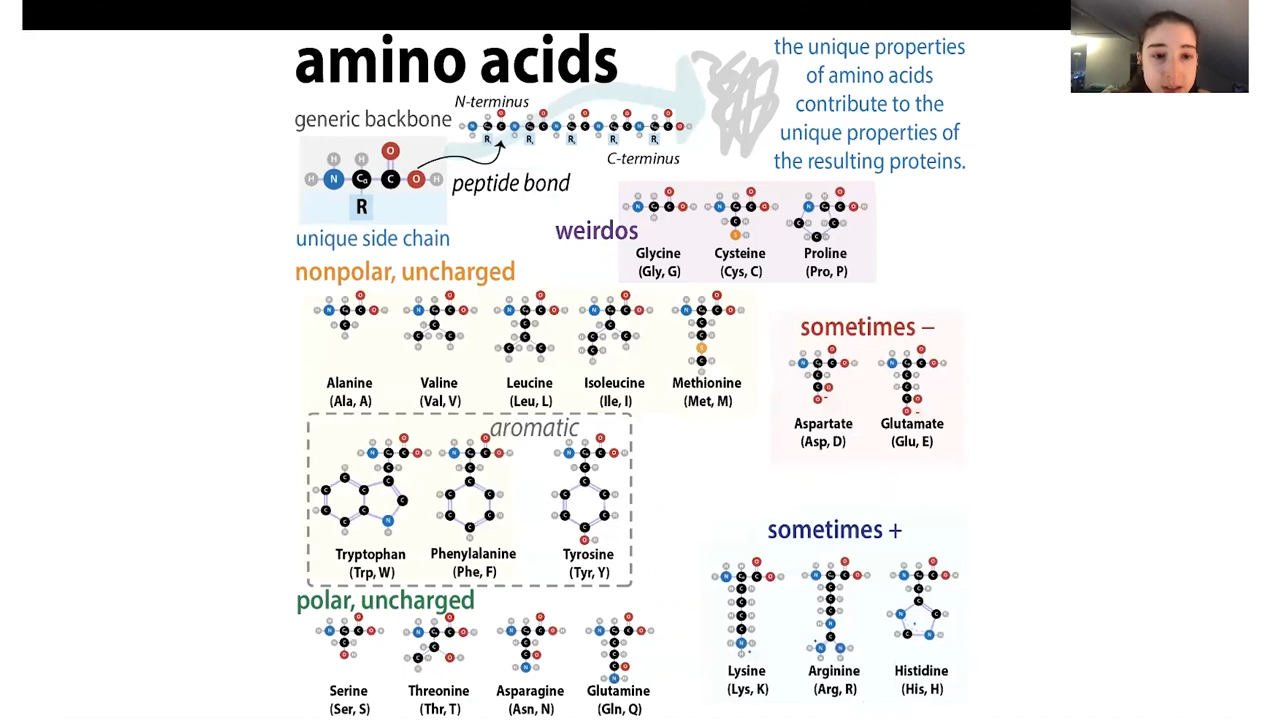 amino acids
the unique properties
of amino acids
contribute to the
unique properties of
the resulting proteins.
N-terminus
generic backbone
R R R R R
C-terminus
H H O
H N Cα C O H
R
peptide bond
unique side chain
weirdos
Glycine Cysteine Proline
(Gly, G) (Cys, C) (Pro, P)
nonpolar, uncharged
sometimes –
Alanine Valine Leucine Isoleucine Methionine
(Ala, A) (Val, V) (Leu, L) (Ile, I) (Met, M)
Aspartate Glutamate
(Asp, D) (Glu, E)
aromatic
sometimes +
Tryptophan Phenylalanine Tyrosine
(Trp, W) (Phe, F) (Tyr, Y)
polar, uncharged
Lysine Arginine Histidine
(Lys, K) (Arg, R) (His, H)
Serine Threonine Asparagine Glutamine
(Ser, S) (Thr, T) (Asn, N) (Gln, Q)